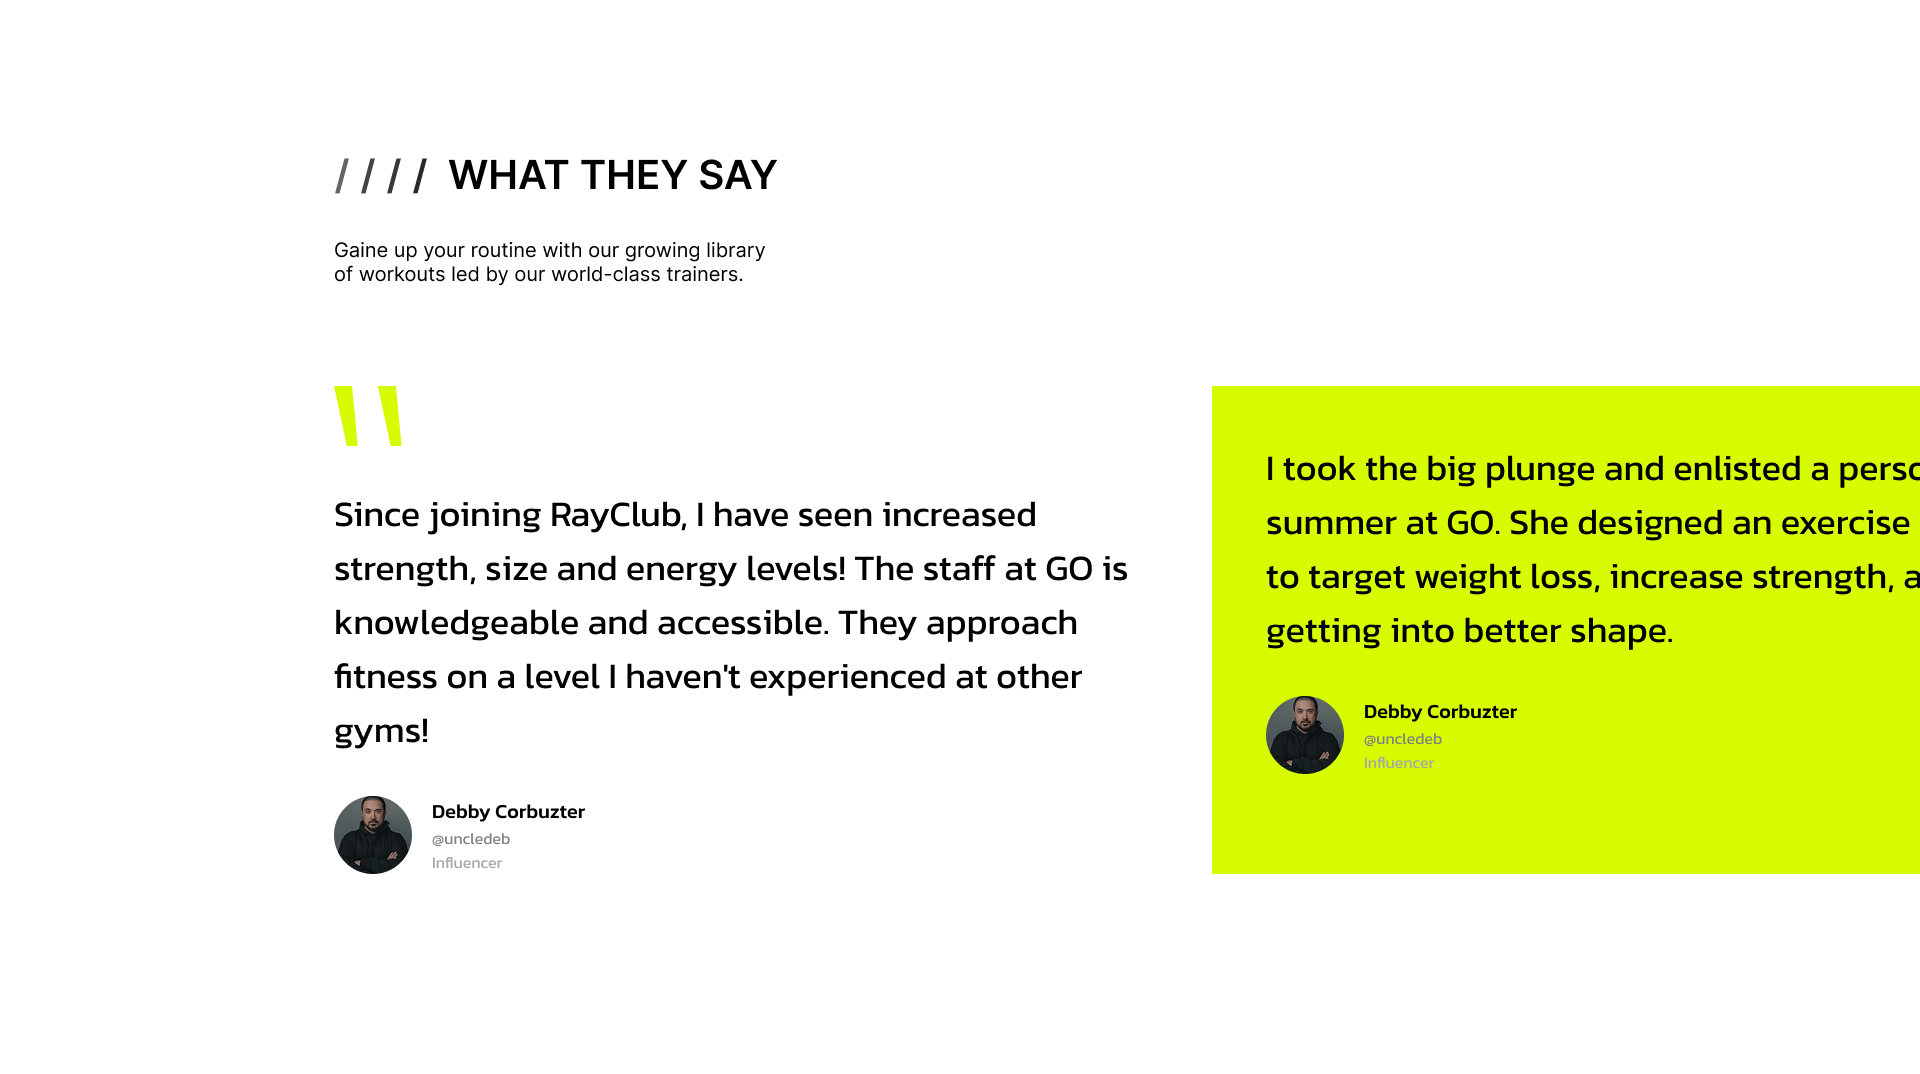 //// WHAT THEY SAY
Gaine up your routine with our growing library
of workouts led by our world-class trainers.
Since joining RayClub, I have seen increased
strength, size and energy levels! The staff at GO is
knowledgeable and accessible. They approach
fitness on a level I haven't experienced at other
gyms!
Debby Corbuzter
@uncledeb
Influencer
I took the big plunge and enlisted a
summer at GO. She designed an exercise
to target weight loss, increase strength,
getting into better shape.
Debby Corbuzter
@uncledeb
Influencer